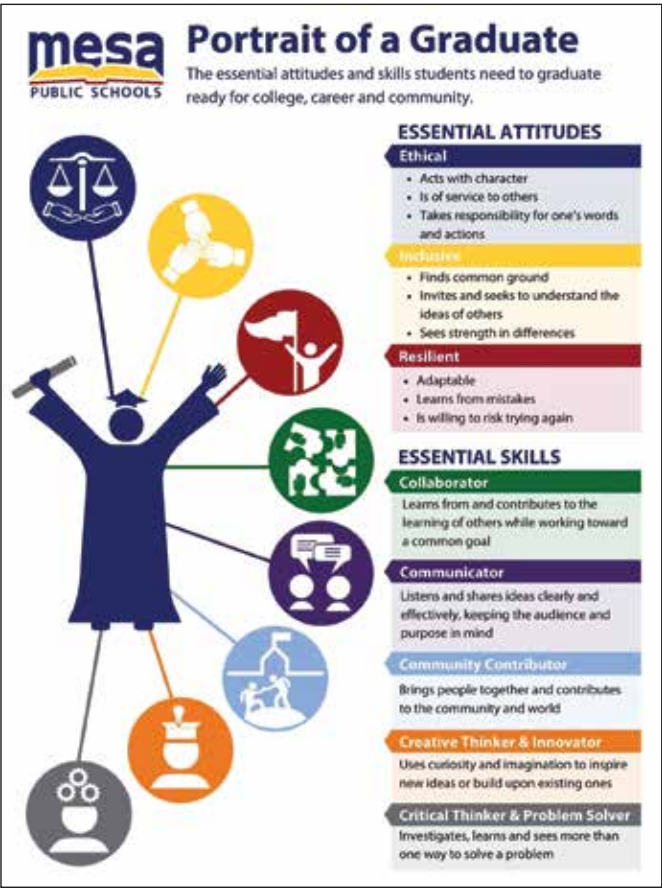 mesa
PUBLIC SCHOOLS
Portrait of a Graduate
The essential attitudes and skills students need to graduate
ready for college, career and community.
ESSENTIAL ATTITUDES
Ethical
• Acts with character
• Is of service to others
• Takes responsibility for one's words
and actions
Inclusive
• Finds common ground
• Invites and seeks to understand the
ideas of others
• Sees strength in differences
Resilient
• Adaptable
• Learns from mistakes
• Is willing to risk trying again
ESSENTIAL SKILLS
Collaborator
Learns from and contributes to the
learning of others while working toward
a common goal
Communicator
Listens and shares ideas clearly and
effectively, keeping the audience and
purpose in mind
Community Contributor
Brings people together and contributes
to the community and world
Creative Thinker & Innovator
Uses curiosity and imagination to inspire
new ideas or build upon existing ones
Critical Thinker & Problem Solver
Investigates, learns and sees more than
one way to solve a problem